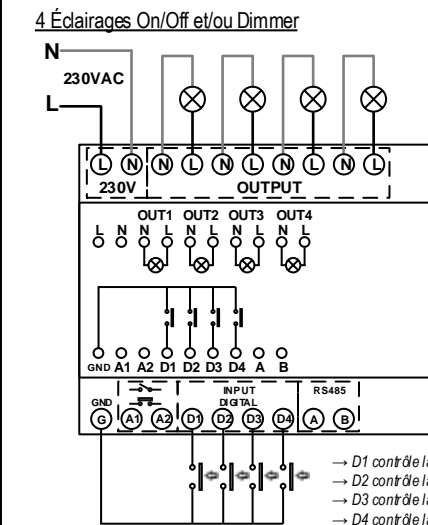 4 Éclairages On/Off et/ou Dimmer
N
230VAC
L
L N N L N L N L N L
230V OUTPUT
OUT1 OUT2 OUT3 OUT4
L N N L N L N L N L
GND A1 A2 D1 D2 D3 D4 A B
GND INPUT DIGITAL RS485
G A1 A2 D1 D2 D3 D4 A B
→ D1 contrôle la
→ D2 contrôle la
→ D3 contrôle la
→ D4 contrôle la